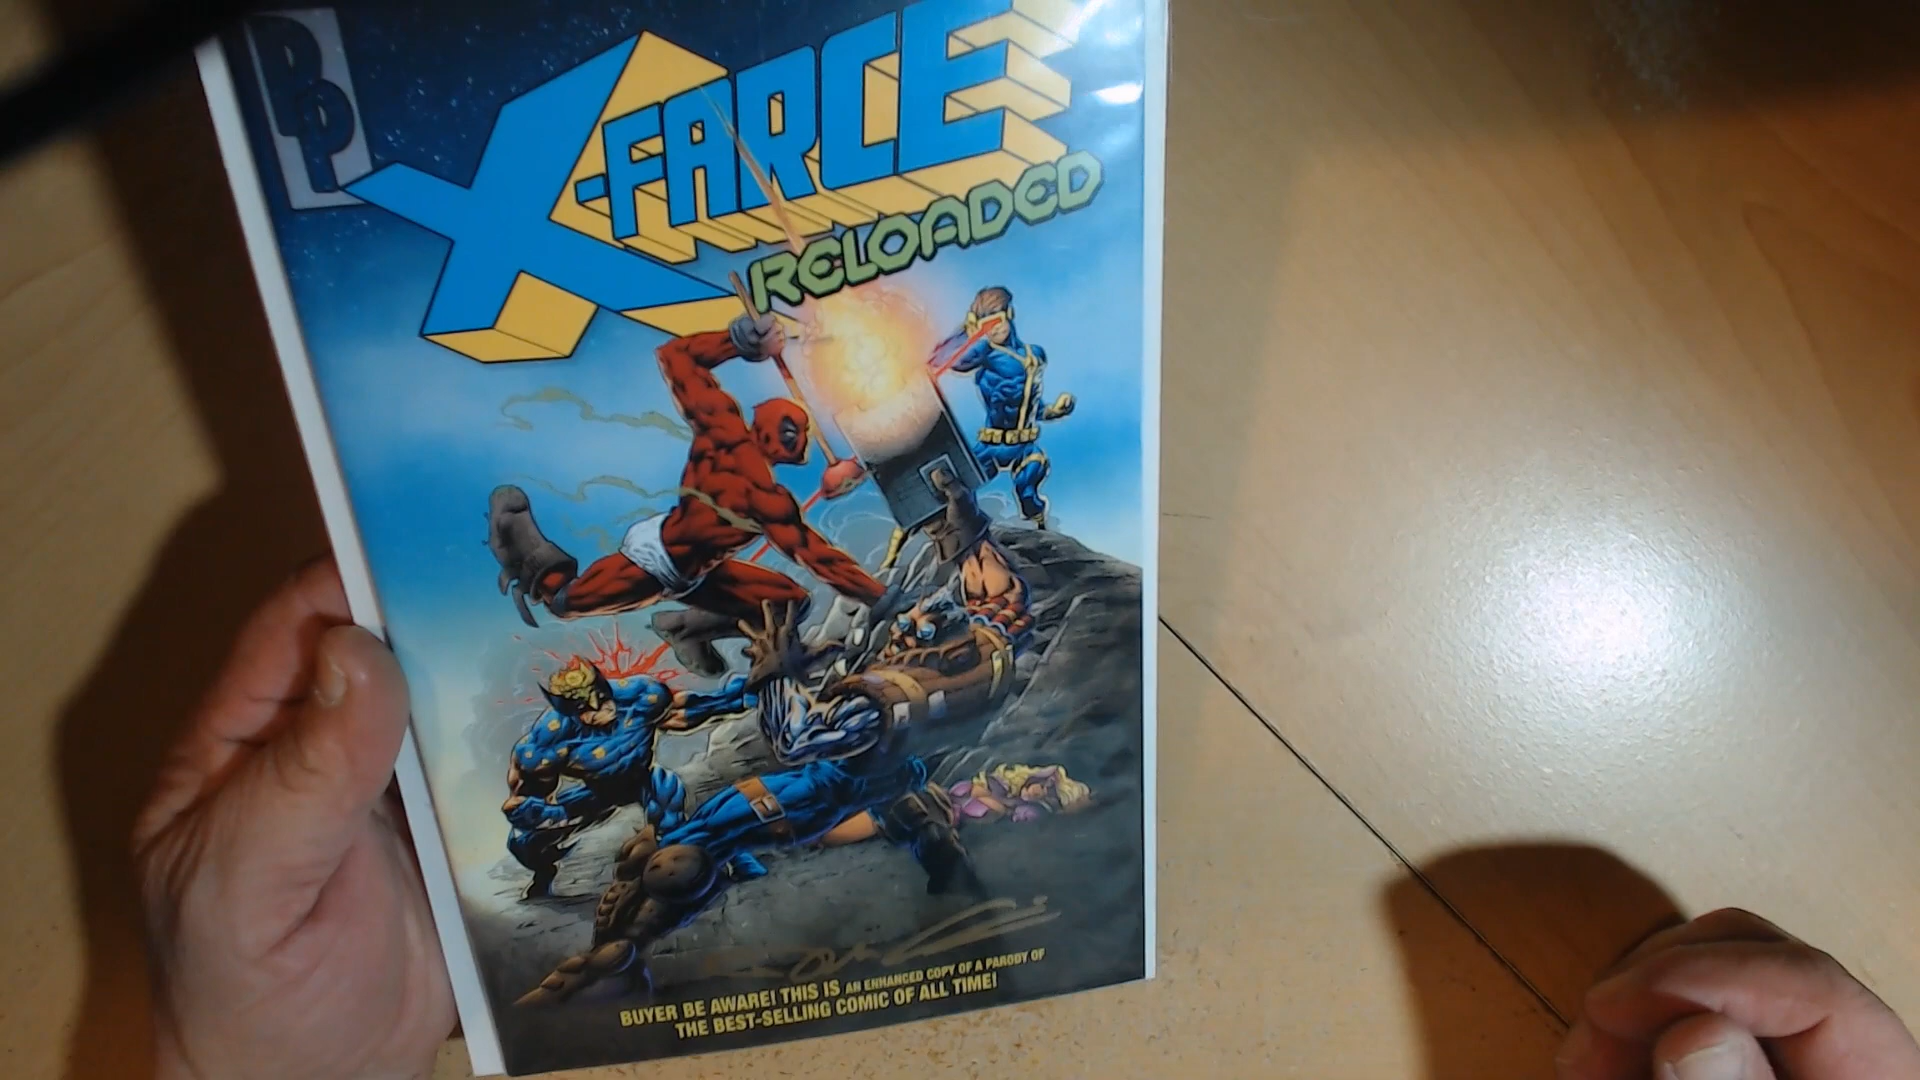 PP
X-FARCE
RELOADED
BUYER BE AWARE! THIS IS AN ENHANCED COPY OF A PARODY OF
THE BEST-SELLING COMIC OF ALL TIME!